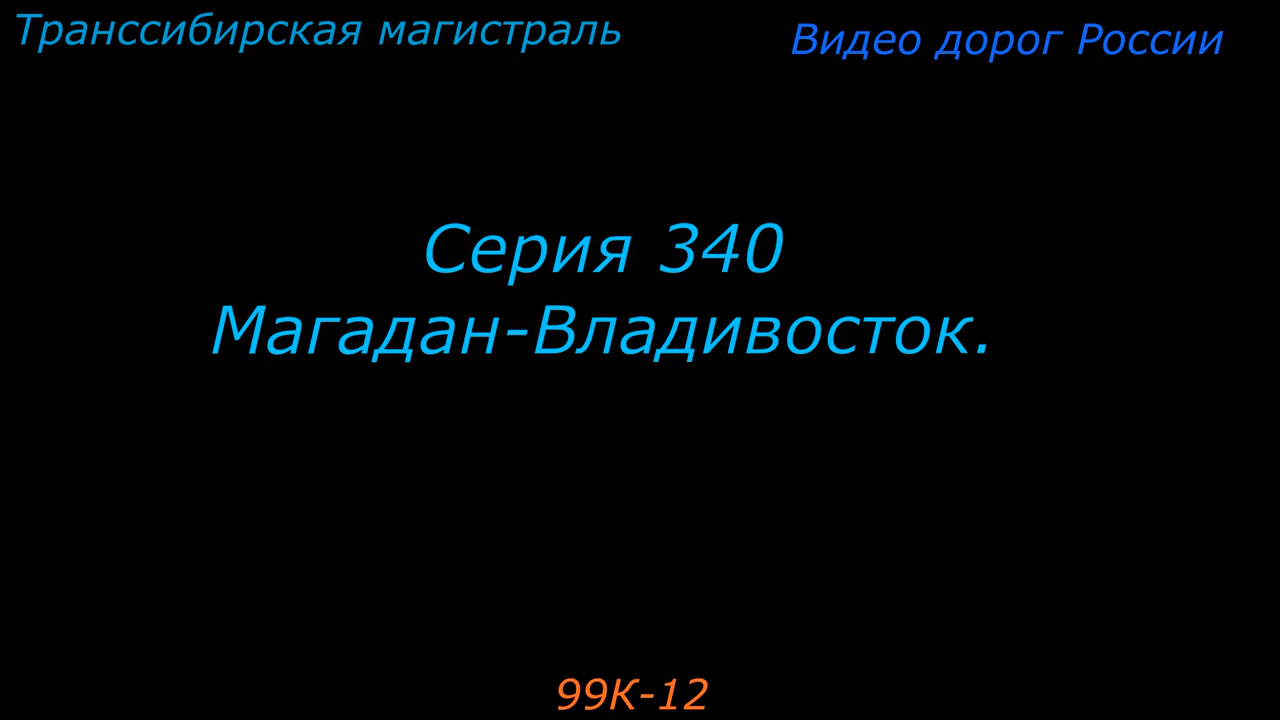 Транссибирская магистраль
Видео дорог России
Серия 340
Магадан-Владивосток.
99К-12